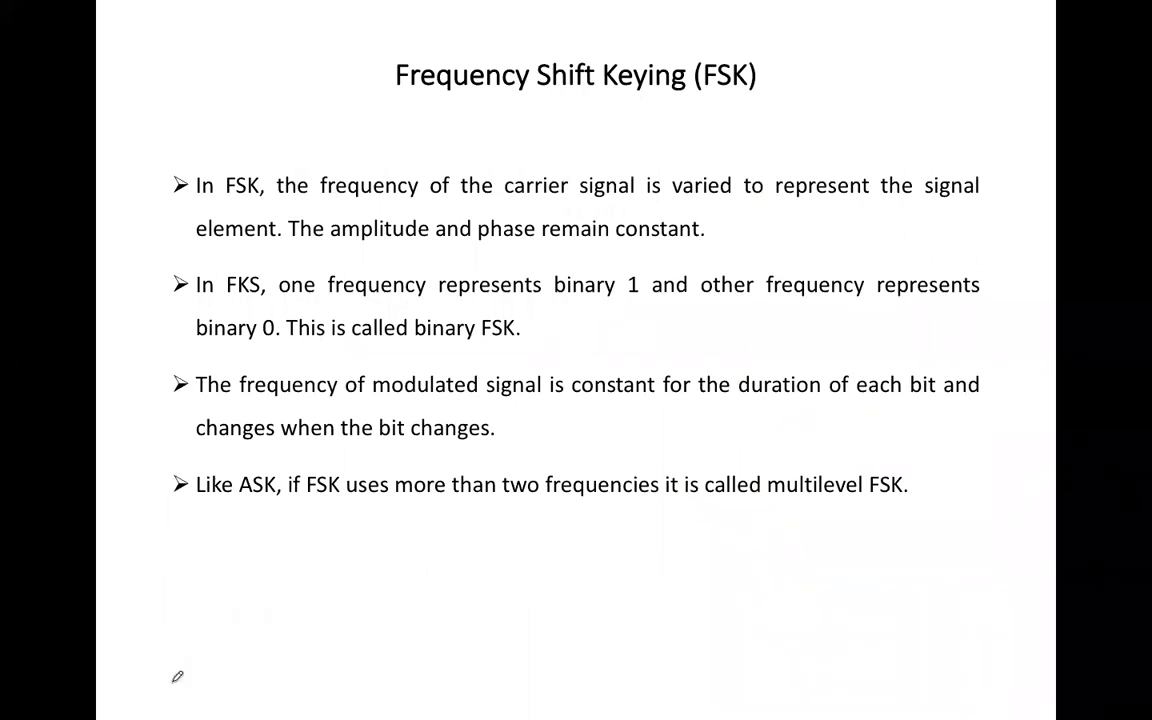 Frequency Shift Keying (FSK)
➢ In FSK, the frequency of the carrier signal is varied to represent the signal
element. The amplitude and phase remain constant.
➢ In FKS, one frequency represents binary 1 and other frequency represents
binary 0. This is called binary FSK.
➢ The frequency of modulated signal is constant for the duration of each bit and
changes when the bit changes.
➢ Like ASK, if FSK uses more than two frequencies it is called multilevel FSK.